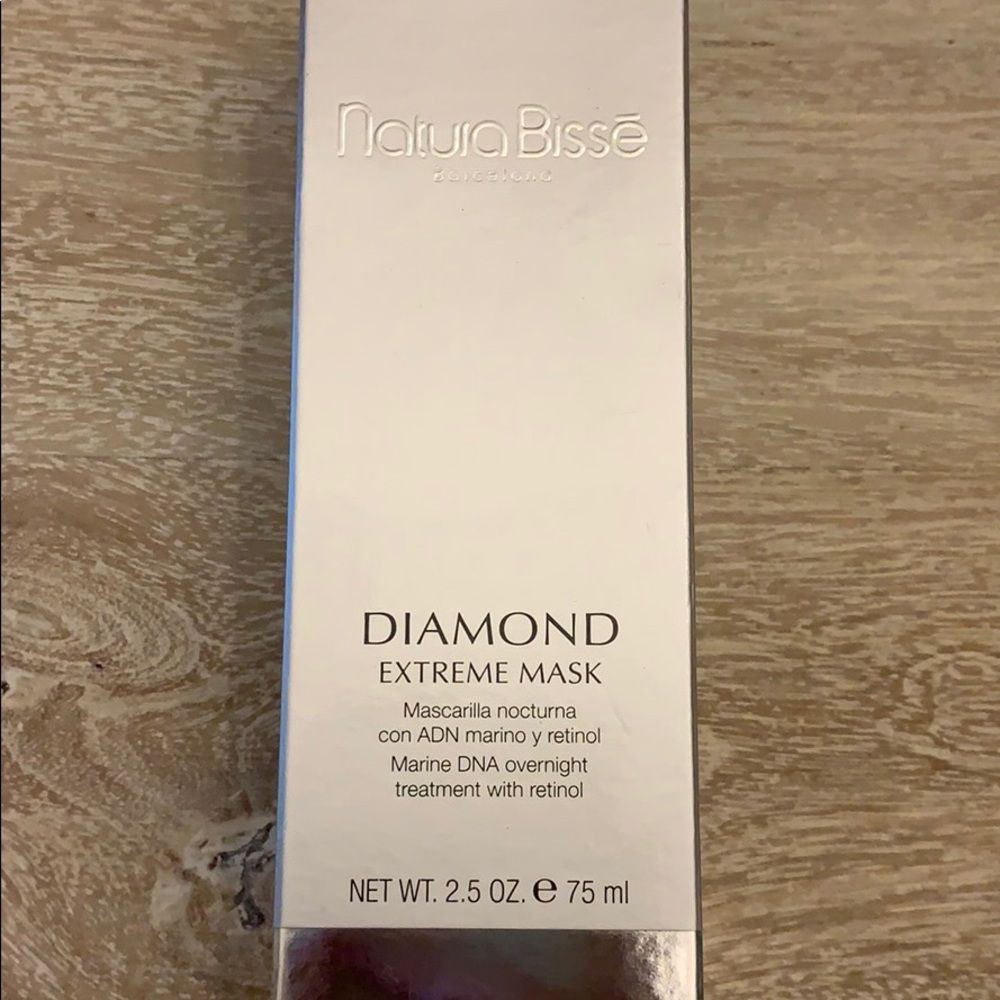 Natura Bissé
Barcelona
DIAMOND
EXTREME MASK
Mascarilla nocturna
con ADN marino y retinol
Marine DNA overnight
treatment with retinol
NET WT. 2.5 OZ. ℮ 75 ml